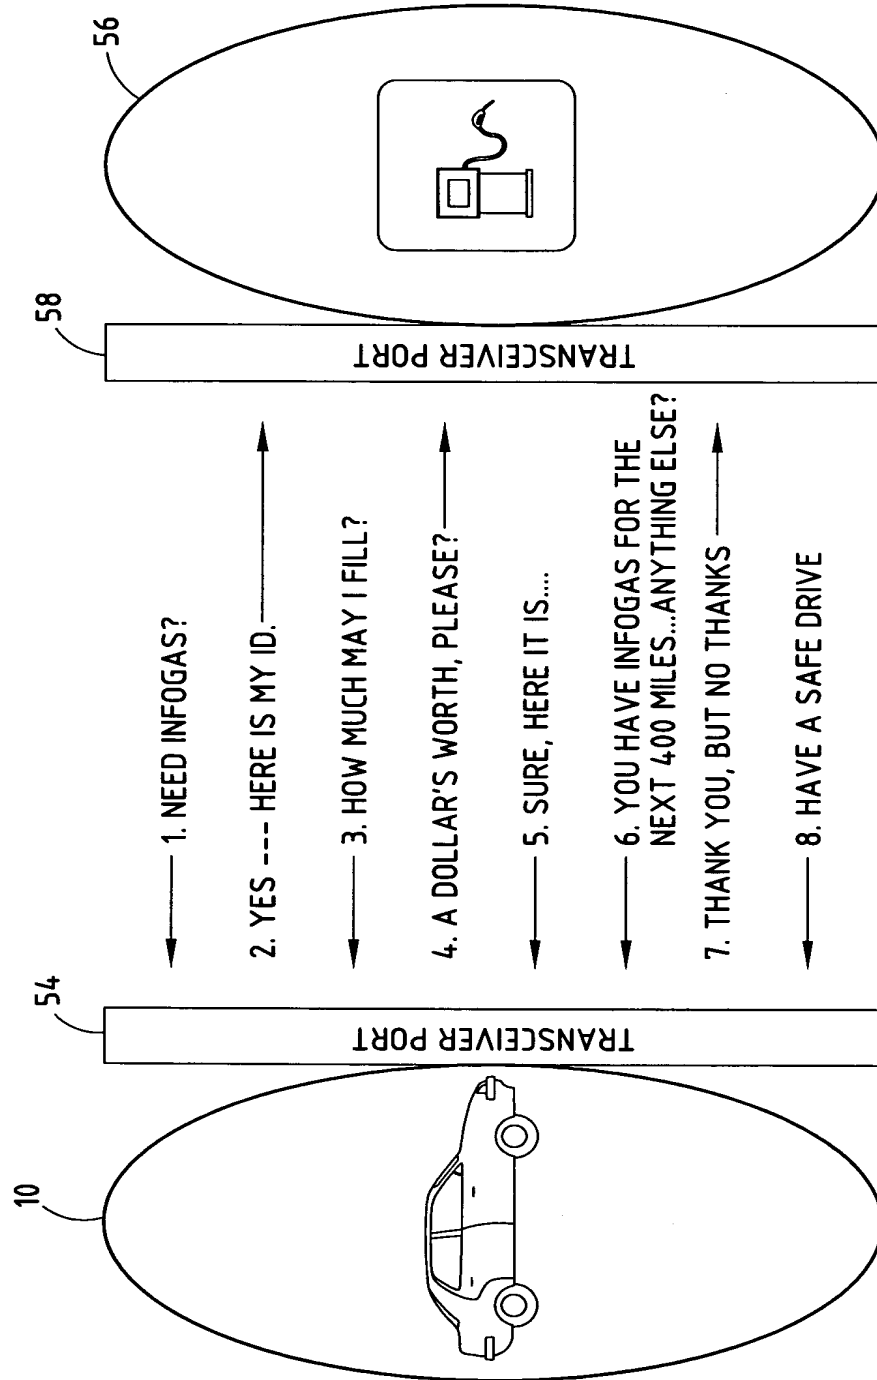 10
54
58
56
TRANSCEIVER PORT
TRANSCEIVER PORT
1. NEED INFOGAS?
2. YES --- HERE IS MY ID.
3. HOW MUCH MAY I FILL?
4. A DOLLAR'S WORTH, PLEASE?
5. SURE, HERE IT IS....
6. YOU HAVE INFOGAS FOR THE
NEXT 400 MILES...ANYTHING ELSE?
7. THANK YOU, BUT NO THANKS
8. HAVE A SAFE DRIVE